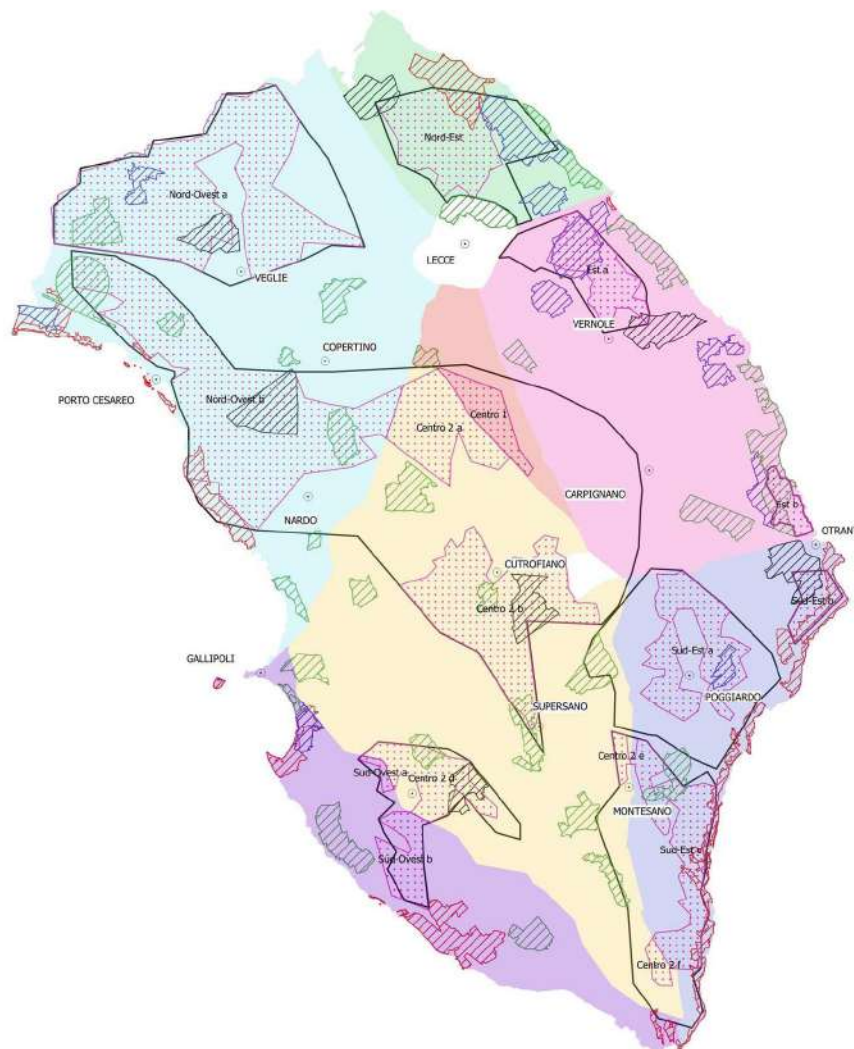 Nord-Est
Nord-Ovest a
LECCE
VEGLIE
Est a
VERNOLE
COPERTINO
PORTO CESAREO
Nord-Ovest b
Centro 1
Centro 2 a
CARPIGNANO
NARDO
Est b
OTRANT
CUTROFIANO
Sud-Est b
Centro 2 b
Sud-Est a
GALLIPOLI
POGGIARDO
SUPERSANO
Centro 2 e
Sud-Ovest a
Centro 2 d
MONTESANO
Sud-Est c
Sud-Ovest b
Centro 2 f